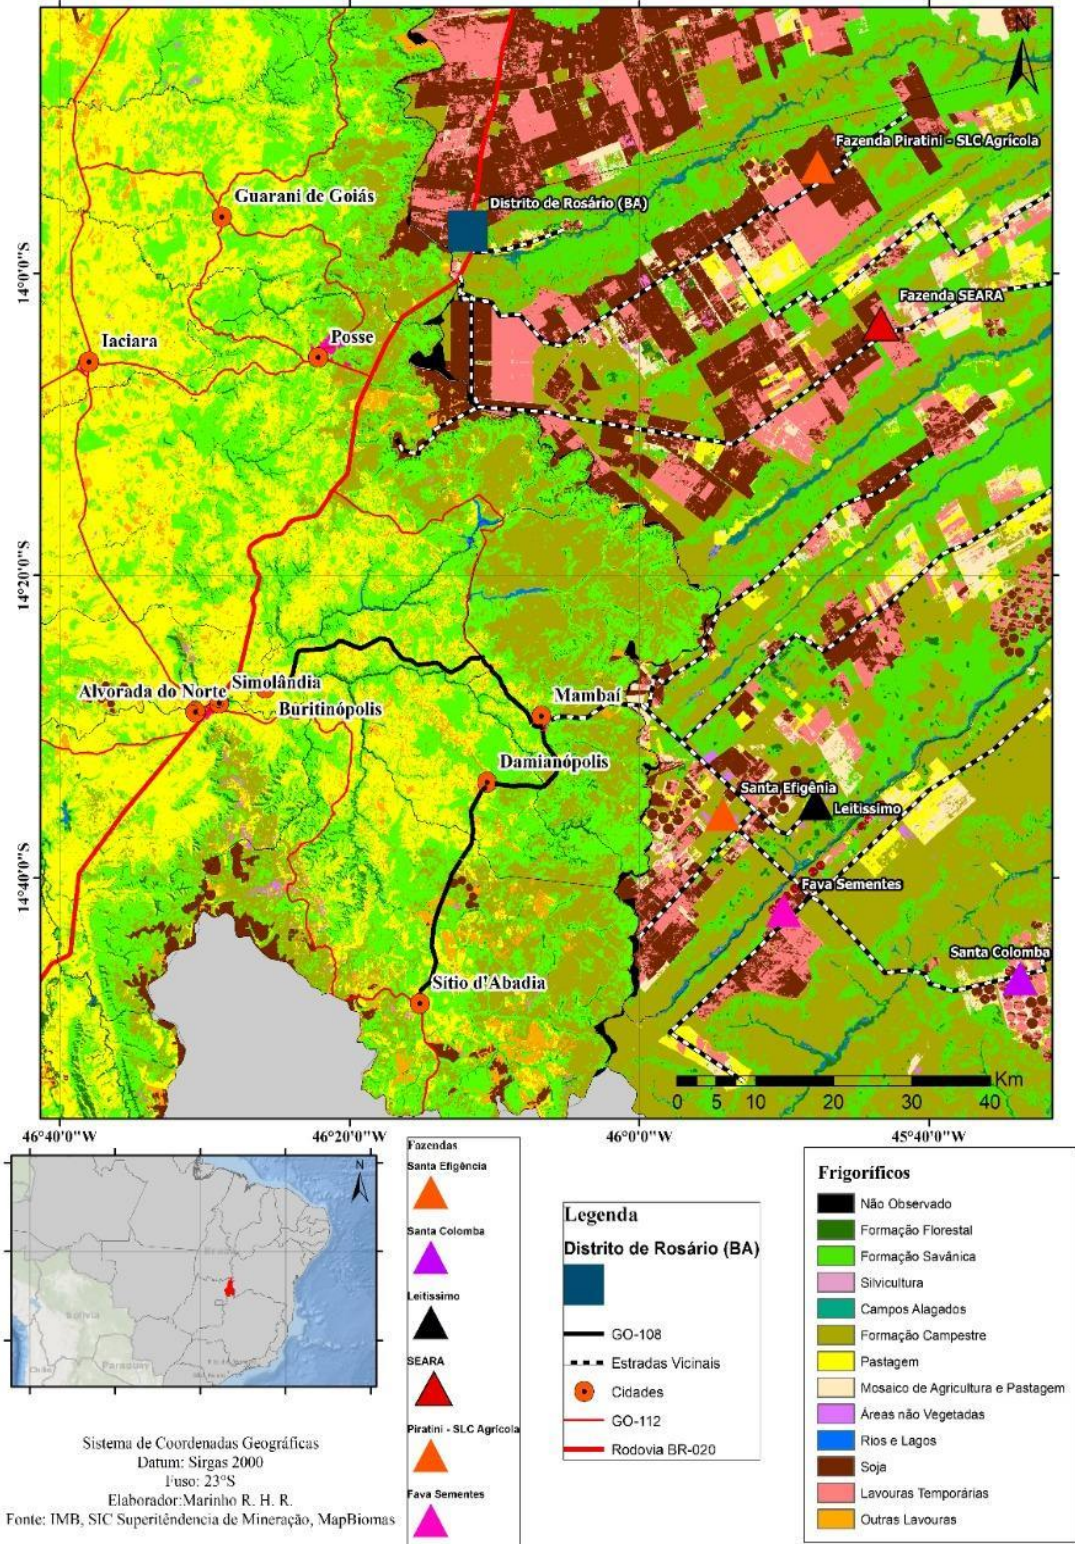 N
Fazenda Piratini - SLC Agrícola
Guarani de Goiás
Distrito de Rosário (BA)
14°0'0"S
Fazenda SEARA
Iaciara
Posse
14°20'0"S
Alvorada do Norte
Simolândia
Buritinópolis
Mambaí
Damianópolis
Santa Efigênia
Leitissimo
14°40'0"S
Fava Sementes
Santa Colomba
Sítio d'Abadia
Km
0 5 10 20 30 40
46°40'0"W
46°20'0"W
46°0'0"W
45°40'0"W
N
Bolivia
Paraguay
Fazendas
Santa Efigência
Santa Colomba
Leitissimo
SEARA
Piratini - SLC Agrícola
Fava Sementes
Legenda
Distrito de Rosário (BA)
GO-108
Estradas Vicinais
Cidades
GO-112
Rodovia BR-020
Frigoríficos
Não Observado
Formação Florestal
Formação Savânica
Silvicultura
Campos Alagados
Formação Campestre
Pastagem
Mosaico de Agricultura e Pastagem
Áreas não Vegetadas
Rios e Lagos
Soja
Lavouras Temporárias
Outras Lavouras
Sistema de Coordenadas Geográficas
Datum: Sirgas 2000
Fuso: 23°S
Elaborador:Marinho R. H. R.
Fonte: IMB, SIC Superitêndencia de Mineração, MapBiomas